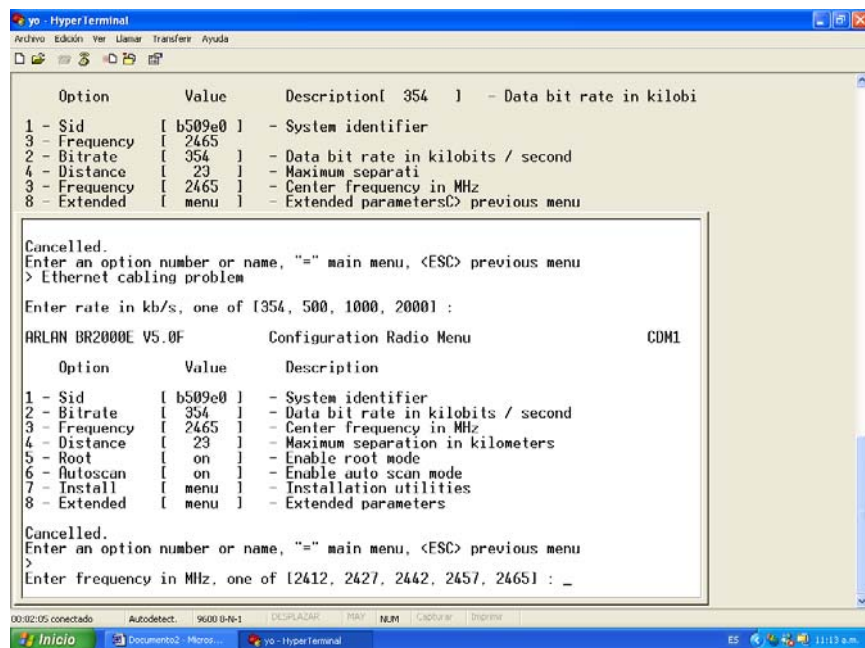 yo - HyperTerminal
Archivo Edición Ver Llamar Transferir Ayuda
Option Value Description[ 354 ] - Data bit rate in kilobi
1 - Sid [ b509e0 ] - System identifier
3 - Frequency [ 2465
2 - Bitrate [ 354 ] - Data bit rate in kilobits / second
4 - Distance [ 23 ] - Maximum separati
3 - Frequency [ 2465 ] - Center frequency in MHz
8 - Extended [ menu ] - Extended parametersC> previous menu
Cancelled.
Enter an option number or name, "=" main menu, <ESC> previous menu
> Ethernet cabling problem
Enter rate in kb/s, one of [354, 500, 1000, 2000] :
ARLAN BR2000E V5.0F Configuration Radio Menu CDM1
Option Value Description
1 - Sid [ b509e0 ] - System identifier
2 - Bitrate [ 354 ] - Data bit rate in kilobits / second
3 - Frequency [ 2465 ] - Center frequency in MHz
4 - Distance [ 23 ] - Maximum separation in kilometers
5 - Root [ on ] - Enable root mode
6 - Autoscan [ on ] - Enable auto scan mode
7 - Install [ menu ] - Installation utilities
8 - Extended [ menu ] - Extended parameters
Cancelled.
Enter an option number or name, "=" main menu, <ESC> previous menu
>
Enter frequency in MHz, one of [2412, 2427, 2442, 2457, 2465] : _
00:02:05 conectado Autodetect. 9600 8-N-1 DESPLAZAR MAY NUM Capturar Imprimir
Inicio Documento2 - Micros... yo - HyperTerminal ES 11:13 a.m.